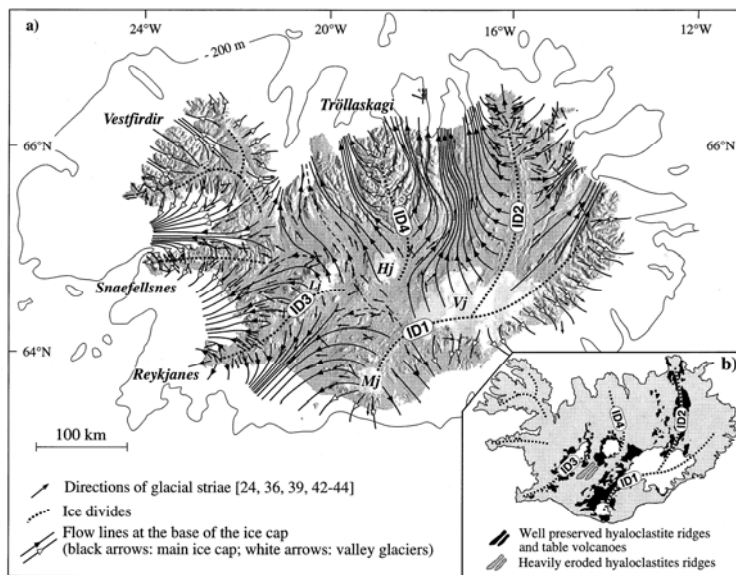 a)
24°W
20°W
16°W
12°W
- 200 m
Vestfirdir
Tröllaskagi
66°N
66°N
ID4
ID2
Hj
Snaefellsnes
Lj
ID3
Vj
ID1
64°N
Reykjanes
Mj
100 km
Directions of glacial striae [24, 36, 39, 42-44]
Ice divides
Flow lines at the base of the ice cap
(black arrows: main ice cap; white arrows: valley glaciers)
b)
ID4
ID2
ID3
ID1
Well preserved hyaloclastite ridges
and table volcanoes
Heavily eroded hyaloclastites ridges